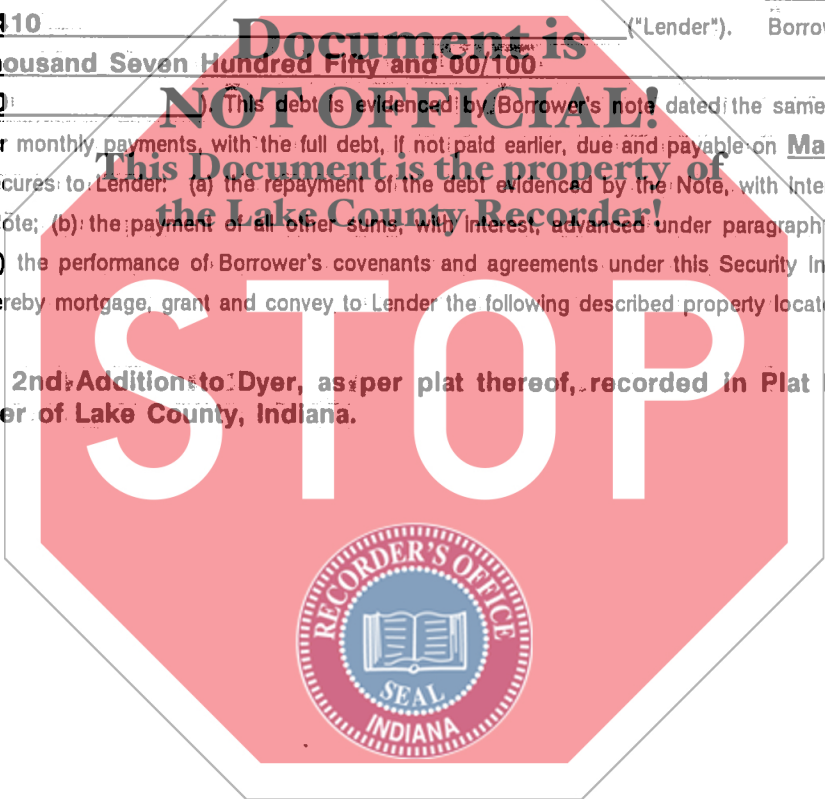 410 ("Lender"). Borrow
Document is
ousand Seven Hundred Fifty and 00/100
). This debt is evidenced by Borrower's note dated the same
NOT OFFICIAL!
r monthly payments, with the full debt, if not paid earlier, due and payable on Ma
This Document is the property of
cures to Lender: (a) the repayment of the debt evidenced by the Note, with inte
the Lake County Recorder!
ote; (b) the payment of all other sums, with interest, advanced under paragraph
) the performance of Borrower's covenants and agreements under this Security In
ereby mortgage, grant and convey to Lender the following described property locate
STOP
2nd Addition to Dyer, as per plat thereof, recorded in Plat
er of Lake County, Indiana.
RECORDER'S OFFICE
SEAL
INDIANA